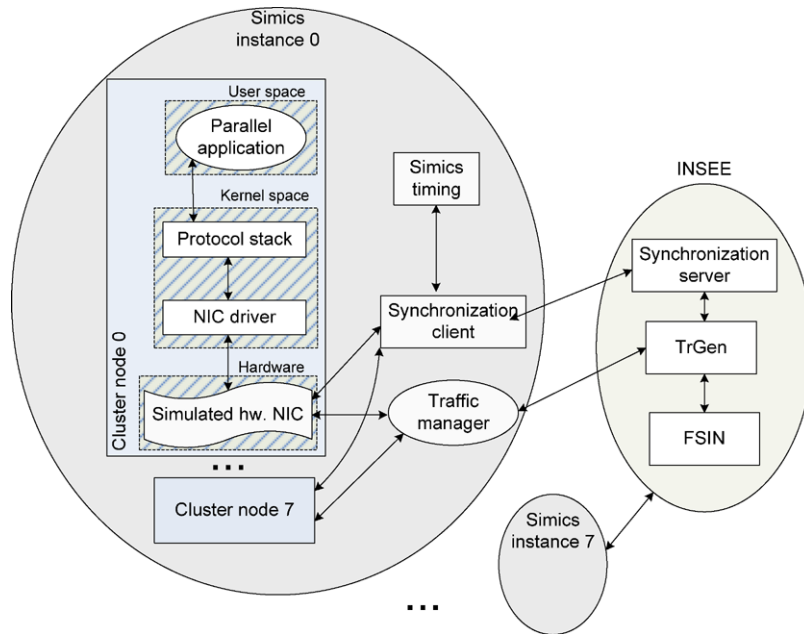 Simics
instance 0
User space
Parallel
application
Kernel space
Protocol stack
NIC driver
Hardware
Simulated hw. NIC
Cluster node 0
...
Cluster node 7
Simics
timing
Synchronization
client
Traffic
manager
INSEE
Synchronization
server
TrGen
FSIN
Simics
instance 7
...